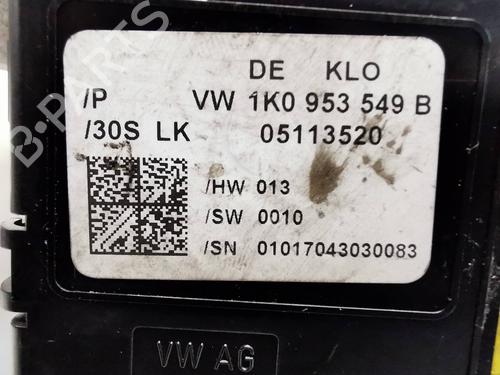 DE KLO
/P VW 1K0 953 549 B
/30S LK 05113520
/HW 013
/SW 0010
/SN 01017043030083
VW AG
B-PARTS